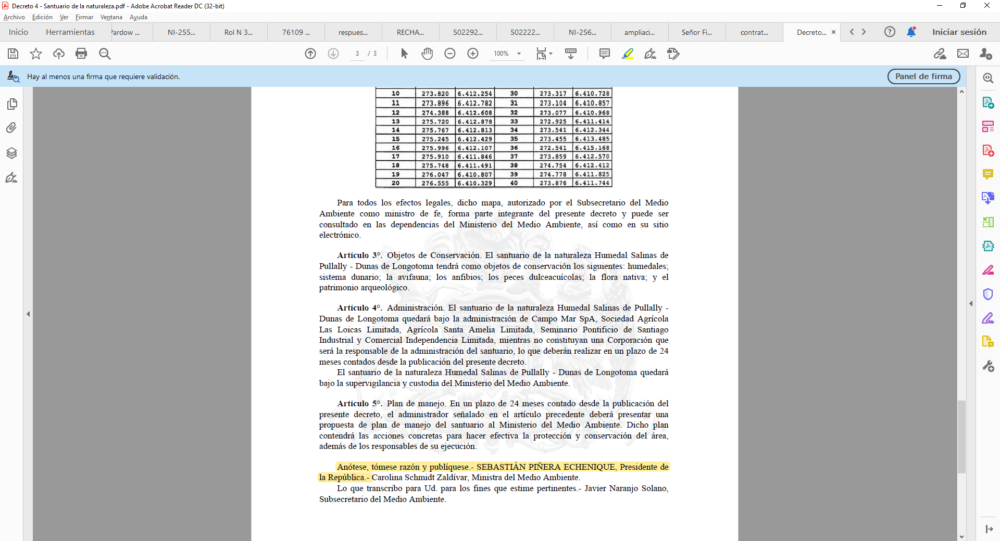 Decreto 4 - Santuario de la naturaleza.pdf - Adobe Acrobat Reader DC (32-bit)
Archivo Edición Ver Firmar Ventana Ayuda
Inicio Herramientas Pardow ... NI-255... Rol N 3... 76109 ... respues... RECHA... 502292... 502222... NI-256... ampliaci... Señor Fi... contrat... Decreto... Iniciar sesión
3 / 3 100%
Hay al menos una firma que requiere validación. Panel de firma
10 273.820 6.412.254 30 273.317 6.410.728
11 273.896 6.412.782 31 273.104 6.410.857
12 274.388 6.412.608 32 273.077 6.410.968
13 275.720 6.412.878 33 272.925 6.411.414
14 275.767 6.412.813 34 273.541 6.412.344
15 275.245 6.412.429 35 273.455 6.413.485
16 275.996 6.412.107 36 272.541 6.415.168
17 275.910 6.411.846 37 273.859 6.412.570
18 275.748 6.411.491 38 274.754 6.412.412
19 276.047 6.410.807 39 274.778 6.411.825
20 276.555 6.410.329 40 273.876 6.411.744
Para todos los efectos legales, dicho mapa, autorizado por el Subsecretario del Medio
Ambiente como ministro de fe, forma parte integrante del presente decreto y puede ser
consultado en las dependencias del Ministerio del Medio Ambiente, así como en su sitio
electrónico.
Artículo 3°. Objetos de Conservación. El santuario de la naturaleza Humedal Salinas de
Pullally - Dunas de Longotoma tendrá como objetos de conservación los siguientes: humedales;
sistema dunario; la avifauna; los anfibios; los peces dulceacuícolas; la flora nativa; y el
patrimonio arqueológico.
Artículo 4°. Administración. El santuario de la naturaleza Humedal Salinas de Pullally -
Dunas de Longotoma quedará bajo la administración de Campo Mar SpA, Sociedad Agrícola
Las Loicas Limitada, Agrícola Santa Amelia Limitada, Seminario Pontificio de Santiago
Industrial y Comercial Independencia Limitada, mientras no constituyan una Corporación que
será la responsable de la administración del santuario, lo que deberán realizar en un plazo de 24
meses contados desde la publicación del presente decreto.
El santuario de la naturaleza Humedal Salinas de Pullally - Dunas de Longotoma quedará
bajo la supervigilancia y custodia del Ministerio del Medio Ambiente.
Artículo 5°. Plan de manejo. En un plazo de 24 meses contado desde la publicación del
presente decreto, el administrador señalado en el artículo precedente deberá presentar una
propuesta de plan de manejo del santuario al Ministerio del Medio Ambiente. Dicho plan
contendrá las acciones concretas para hacer efectiva la protección y conservación del área,
además de los responsables de su ejecución.
Anótese, tómese razón y publíquese.- SEBASTIÁN PIÑERA ECHENIQUE, Presidente de
la República.- Carolina Schmidt Zaldívar, Ministra del Medio Ambiente.
Lo que transcribo para Ud. para los fines que estime pertinentes.- Javier Naranjo Solano,
Subsecretario del Medio Ambiente.